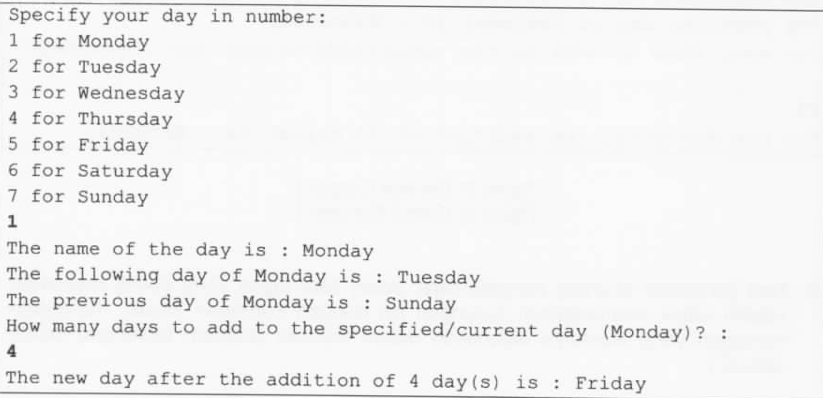 Specify your day in number:
1 for Monday
2 for Tuesday
3 for Wednesday
4 for Thursday
5 for Friday
6 for Saturday
7 for Sunday
1
The name of the day is : Monday
The following day of Monday is : Tuesday
The previous day of Monday is : Sunday
How many days to add to the specified/current day (Monday)? :
4
The new day after the addition of 4 day(s) is : Friday